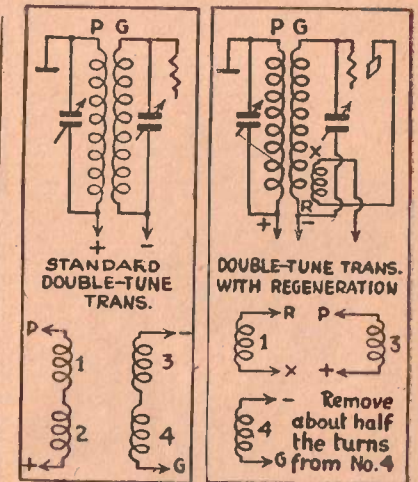 P G
+ -
STANDARD
DOUBLE-TUNE
TRANS.
P
1
3
-
2
4
+
G
P G
X
R
+ -
DOUBLE-TUNE TRANS.
WITH REGENERATION
R
P
1
3
X
+
-
4
G
Remove
about half
the turns
from No.4